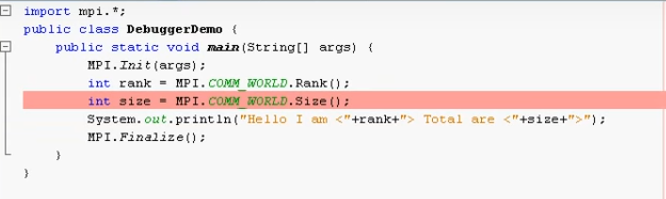 import mpi.*;
public class DebuggerDemo {
    public static void main(String[] args) {
        MPI.Init(args);
        int rank = MPI.COMM_WORLD.Rank();
        int size = MPI.COMM_WORLD.Size();
        System.out.println("Hello I am <"+rank+"> Total are <"+size+">");
        MPI.Finalize();
    }
}